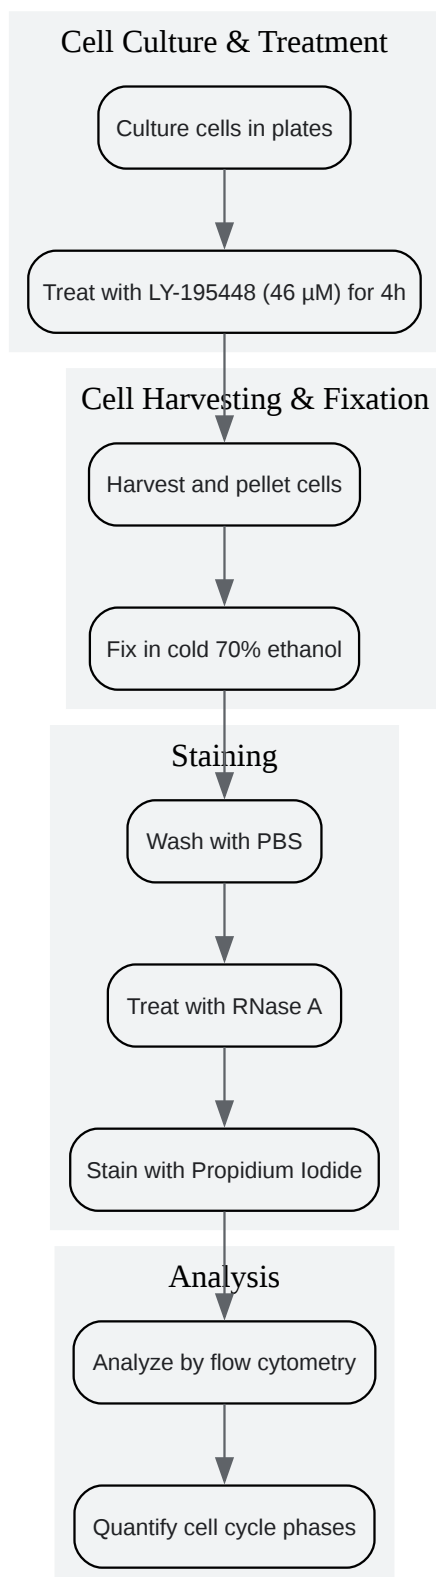 Cell Culture & Treatment
Culture cells in plates
Treat with LY-195448 (46 µM) for 4h
Cell Harvesting & Fixation
Harvest and pellet cells
Fix in cold 70% ethanol
Staining
Wash with PBS
Treat with RNase A
Stain with Propidium Iodide
Analysis
Analyze by flow cytometry
Quantify cell cycle phases